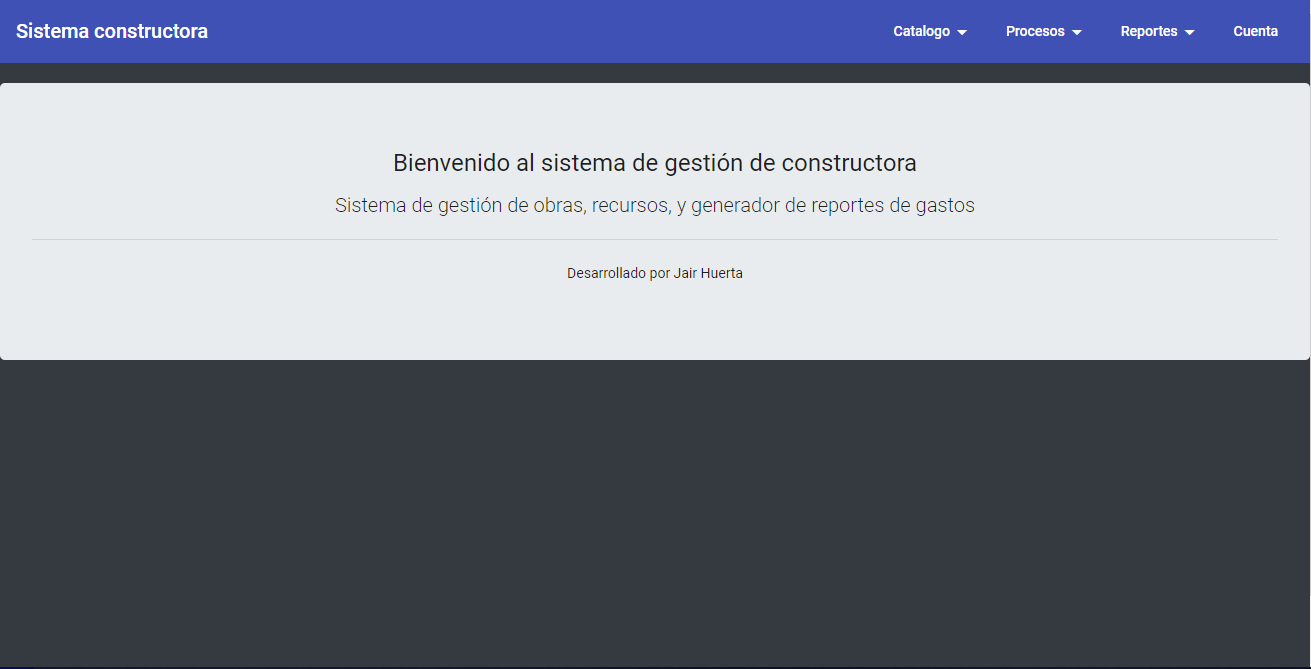 Sistema constructora
Catalogo Procesos Reportes Cuenta
Bienvenido al sistema de gestión de constructora
Sistema de gestión de obras, recursos, y generador de reportes de gastos
Desarrollado por Jair Huerta